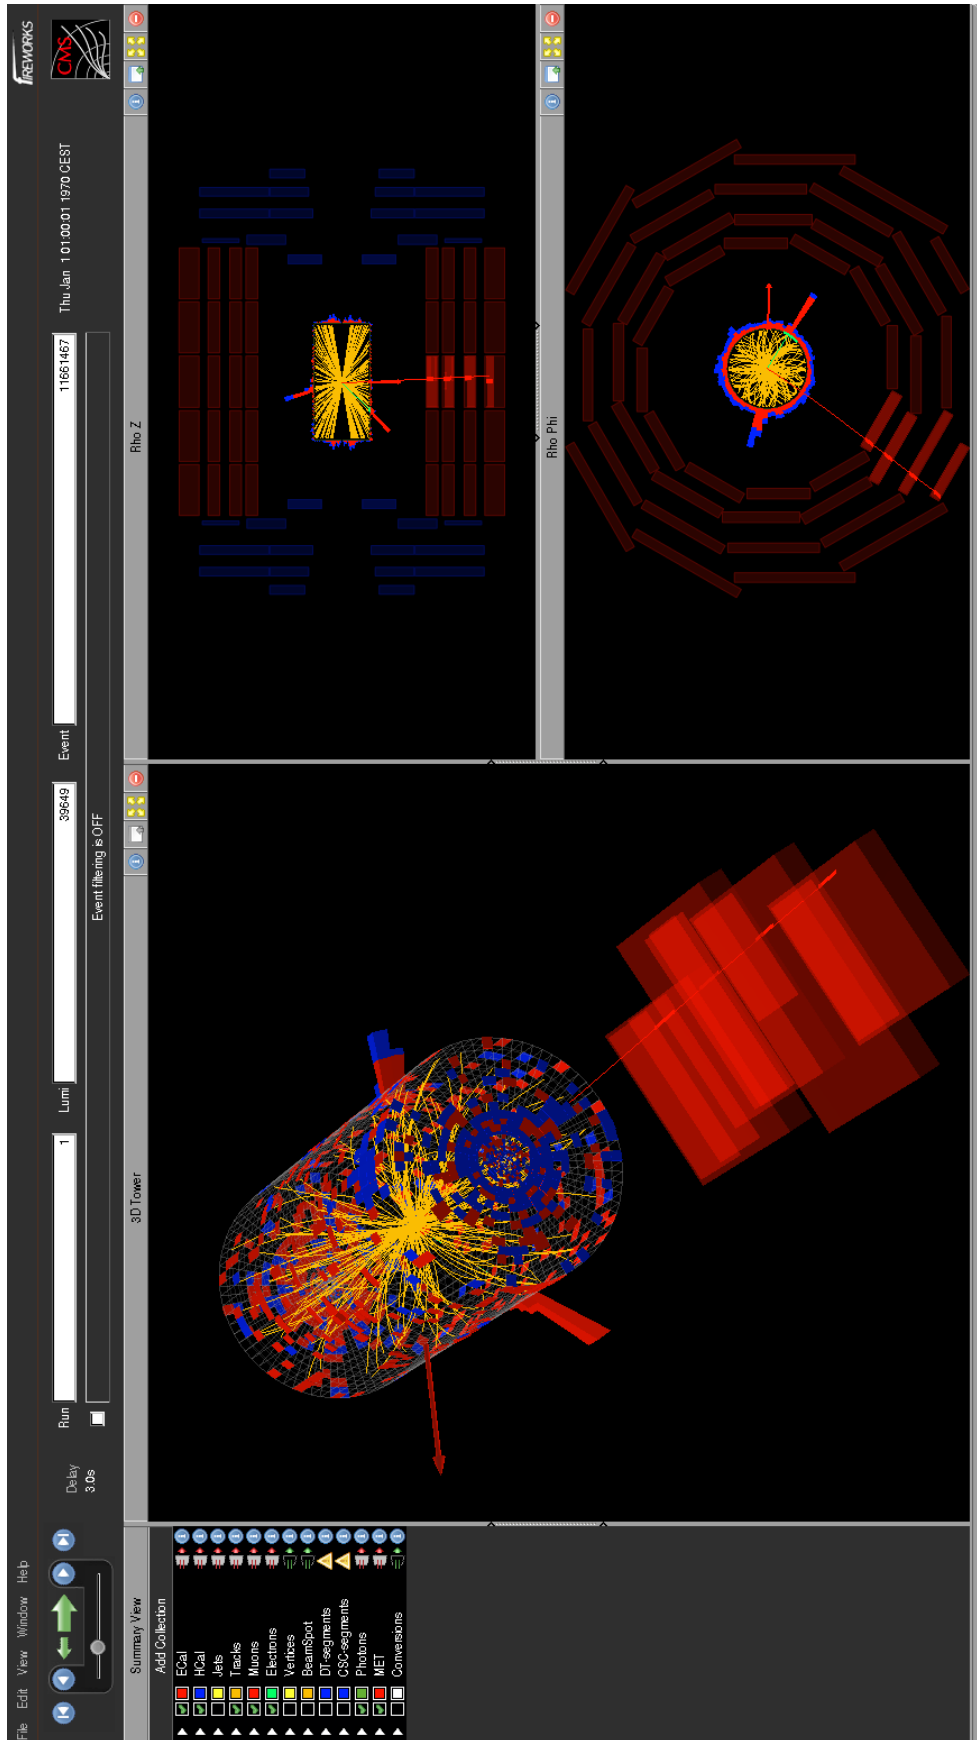 File Edit View Window Help
FIREWORKS
Delay
3.0s
Run 1 Lumi 39649 Event 11661467 Thu Jan 1 01:00:01 1970 CEST
CMS
Event filtering is OFF
Summary View
Add Collection
ECal
HCal
Jets
Tracks
Muons
Electrons
Vertices
BeamSpot
DT-segments
CSC-segments
Photons
MET
Conversions
3D Tower
Rho Z
Rho Phi